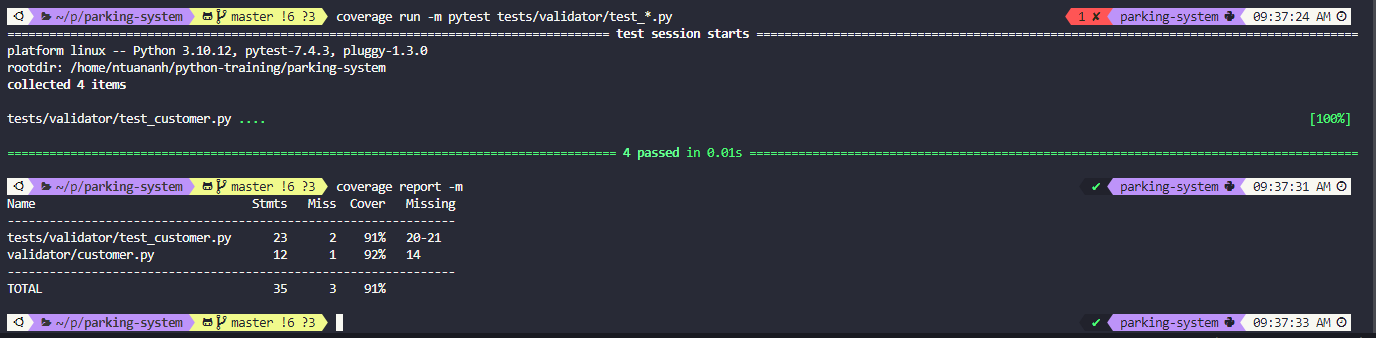 ~/p/parking-system master !6 ?3 coverage run -m pytest tests/validator/test_*.py 1 ✘ parking-system 09:37:24 AM
============================= test session starts =============================
platform linux -- Python 3.10.12, pytest-7.4.3, pluggy-1.3.0
rootdir: /home/ntuananh/python-training/parking-system
collected 4 items
tests/validator/test_customer.py .... [100%]
============================= 4 passed in 0.01s =============================
~/p/parking-system master !6 ?3 coverage report -m ✔ parking-system 09:37:31 AM
Name Stmts Miss Cover Missing
----------------------------------------------------------------
tests/validator/test_customer.py 23 2 91% 20-21
validator/customer.py 12 1 92% 14
----------------------------------------------------------------
TOTAL 35 3 91%
~/p/parking-system master !6 ?3 ✔ parking-system 09:37:33 AM